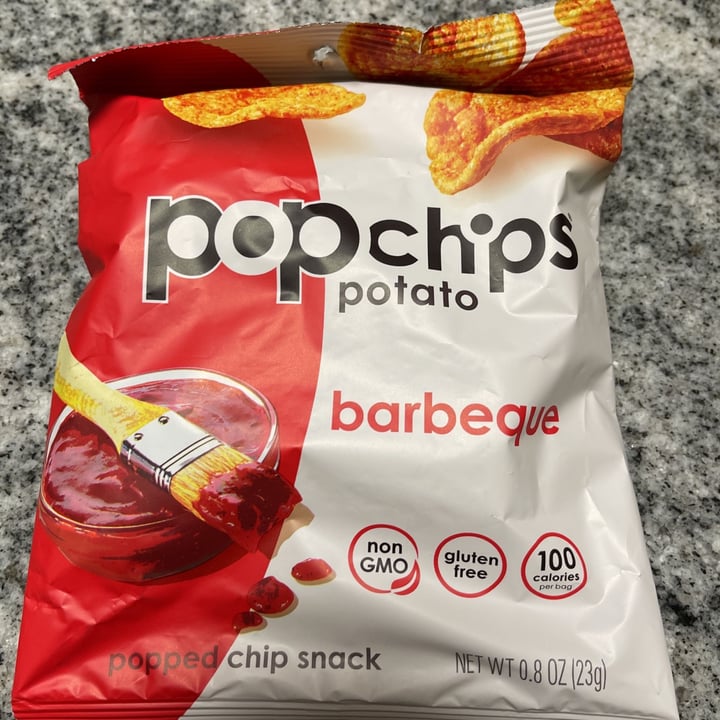 popchips
potato
barbeque
non
GMO
gluten
free
100
calories
per bag
popped chip snack
NET WT 0.8 OZ (23g)